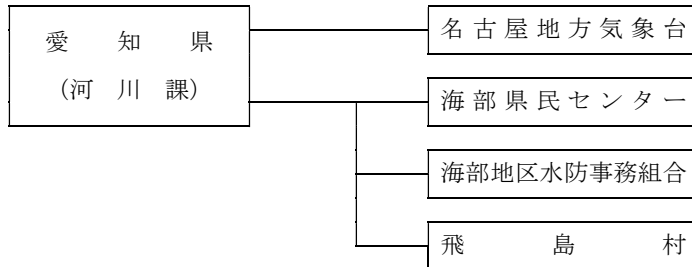 愛知県
(河川課)
名古屋地方気象台
海部県民センター
海部地区水防事務組合
飛島村